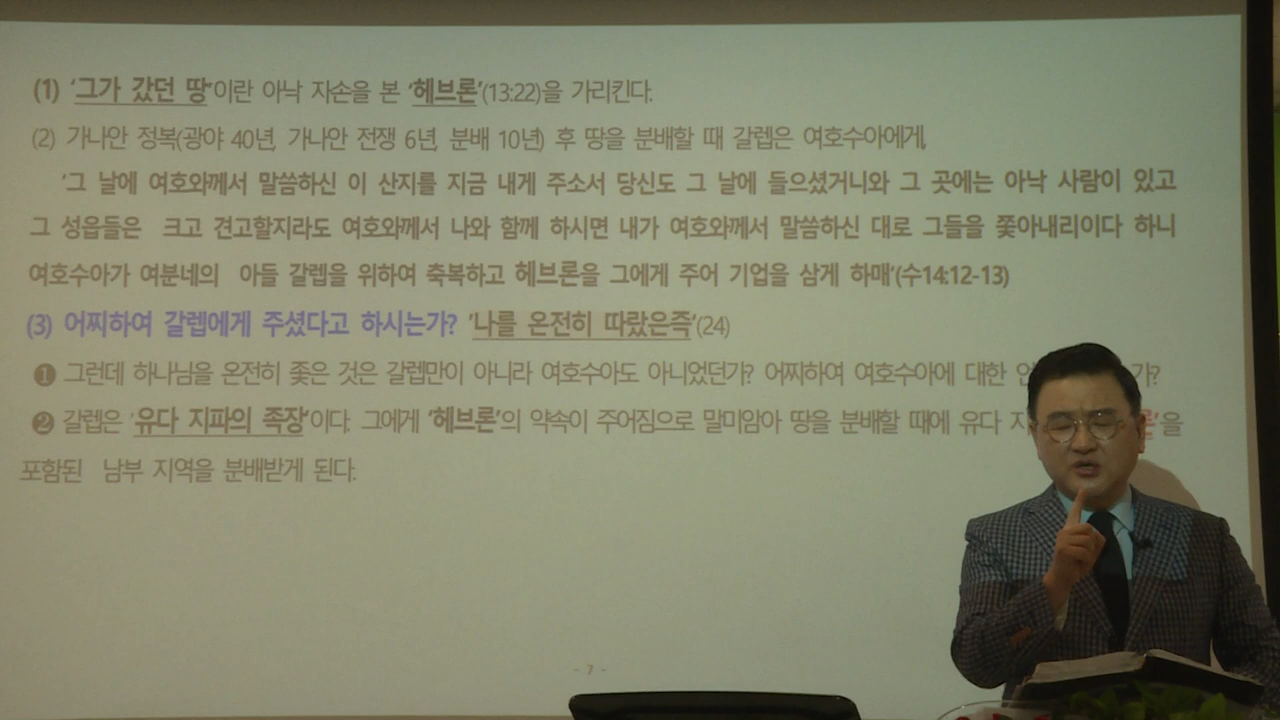 (1) '그가 갔던 땅'이란 아낙 자손을 본 '헤브론'(13:22)을 가리킨다.
(2) 가나안 정복(광야 40년, 가나안 전쟁 6년, 분배 10년) 후 땅을 분배할 때 갈렙은 여호수아에게,
'그 날에 여호와께서 말씀하신 이 산지를 지금 내게 주소서 당신도 그 날에 들으셨거니와 그 곳에는 아낙 사람이 있고
그 성읍들은 크고 견고할지라도 여호와께서 나와 함께 하시면 내가 여호와께서 말씀하신 대로 그들을 쫓아내리이다 하니
여호수아가 여분네의 아들 갈렙을 위하여 축복하고 헤브론을 그에게 주어 기업을 삼게 하매'(수14:12-13)
(3) 어찌하여 갈렙에게 주셨다고 하시는가? '나를 온전히 따랐은즉'(24)
❶ 그런데 하나님을 온전히 좇은 것은 갈렙만이 아니라 여호수아도 아니었던가? 어찌하여 여호수아에 대한 가?
❷ 갈렙은 '유다 지파의 족장'이다. 그에게 '헤브론'의 약속이 주어짐으로 말미암아 땅을 분배할 때에 유다 론'을
포함된 남부 지역을 분배받게 된다.
- 7 -